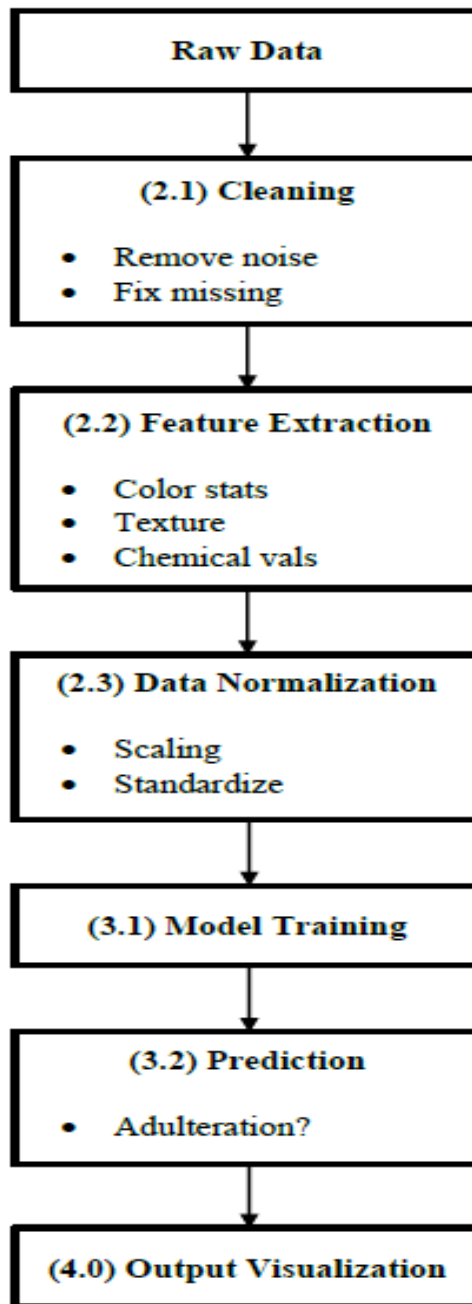 Raw Data
(2.1) Cleaning
• Remove noise
• Fix missing
(2.2) Feature Extraction
• Color stats
• Texture
• Chemical vals
(2.3) Data Normalization
• Scaling
• Standardize
(3.1) Model Training
(3.2) Prediction
• Adulteration?
(4.0) Output Visualization